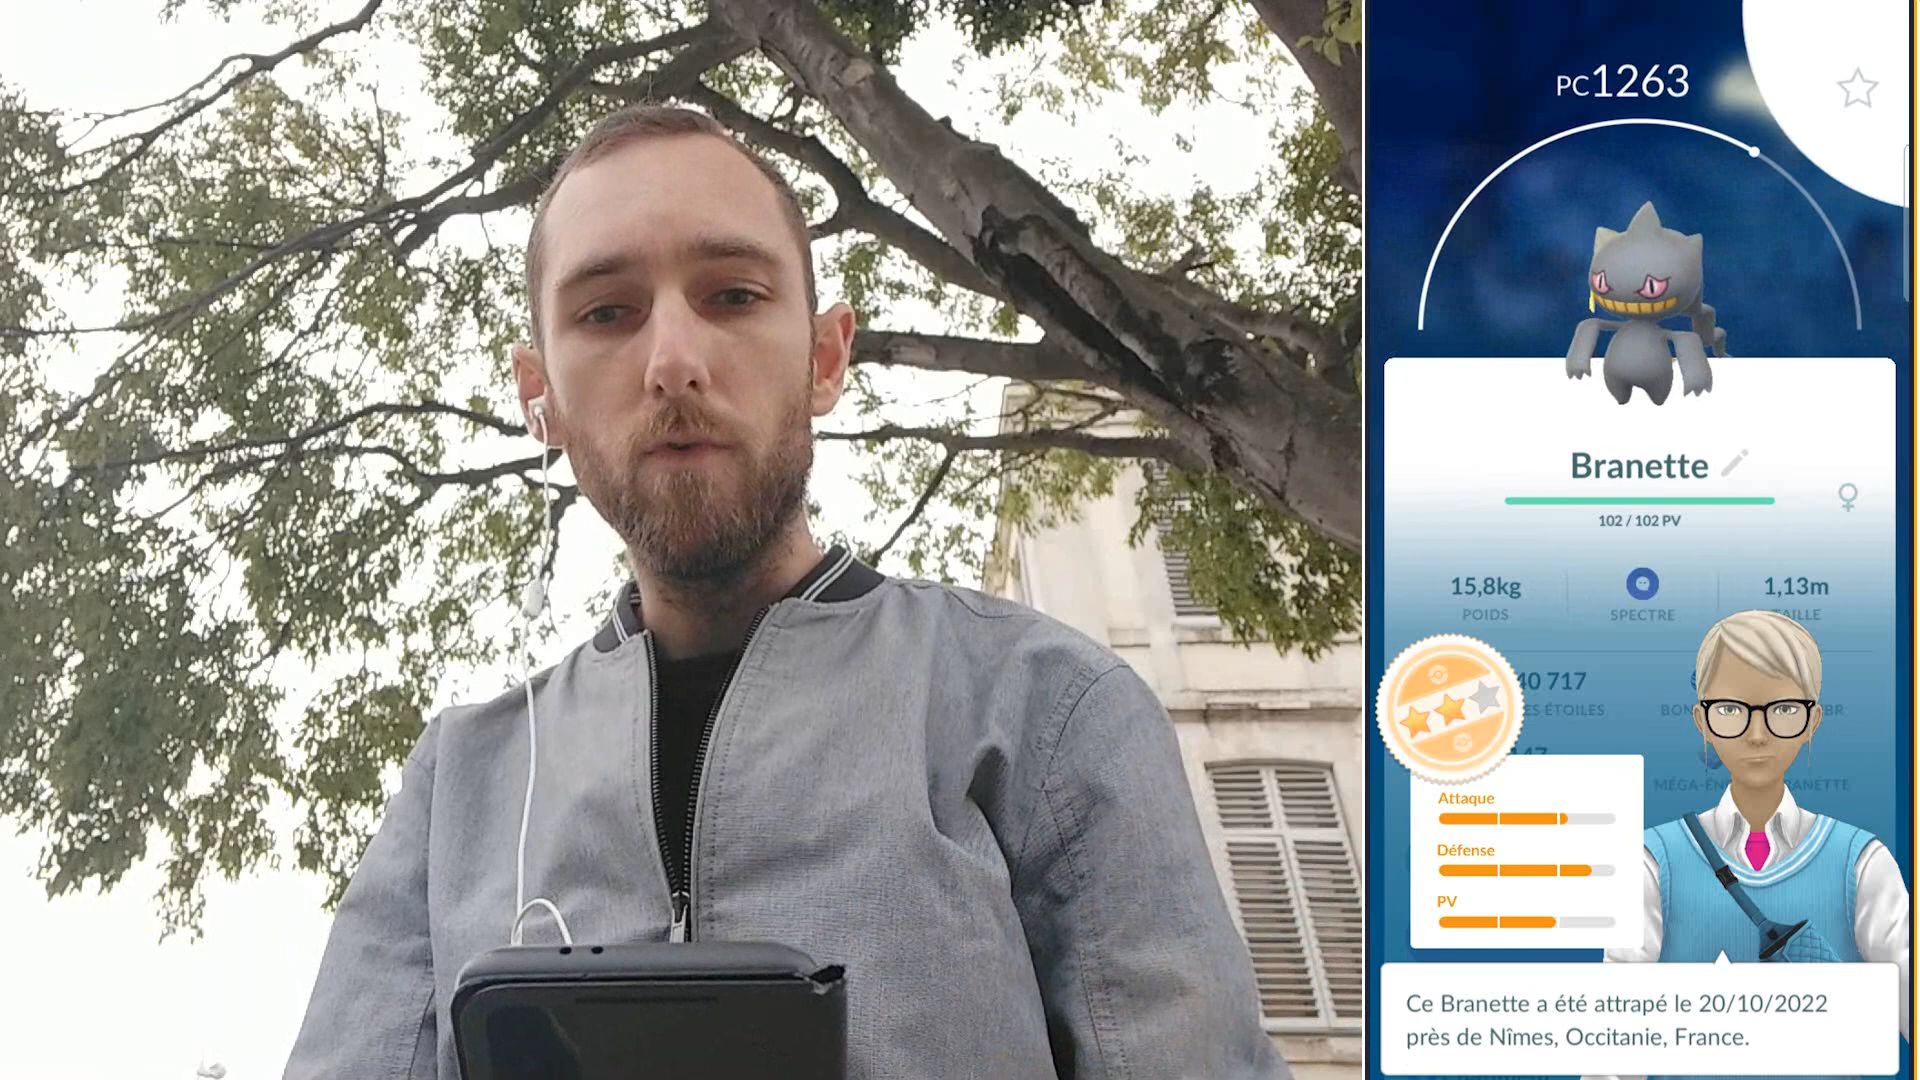 PC1263
Branette
102 / 102 PV
15,8kg
POIDS
SPECTRE
1,13m
40 717
147
Attaque
Défense
PV
Ce Branette a été attrapé le 20/10/2022
près de Nîmes, Occitanie, France.